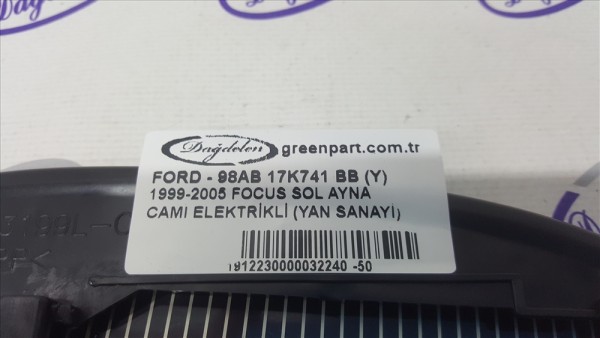 Dağdelen
Dağdelen greenpart.com.tr
FORD - 98AB 17K741 BB (Y)
1999-2005 FOCUS SOL AYNA
CAMI ELEKTRİKLİ (YAN SANAYİ)
1912230000032240 -50